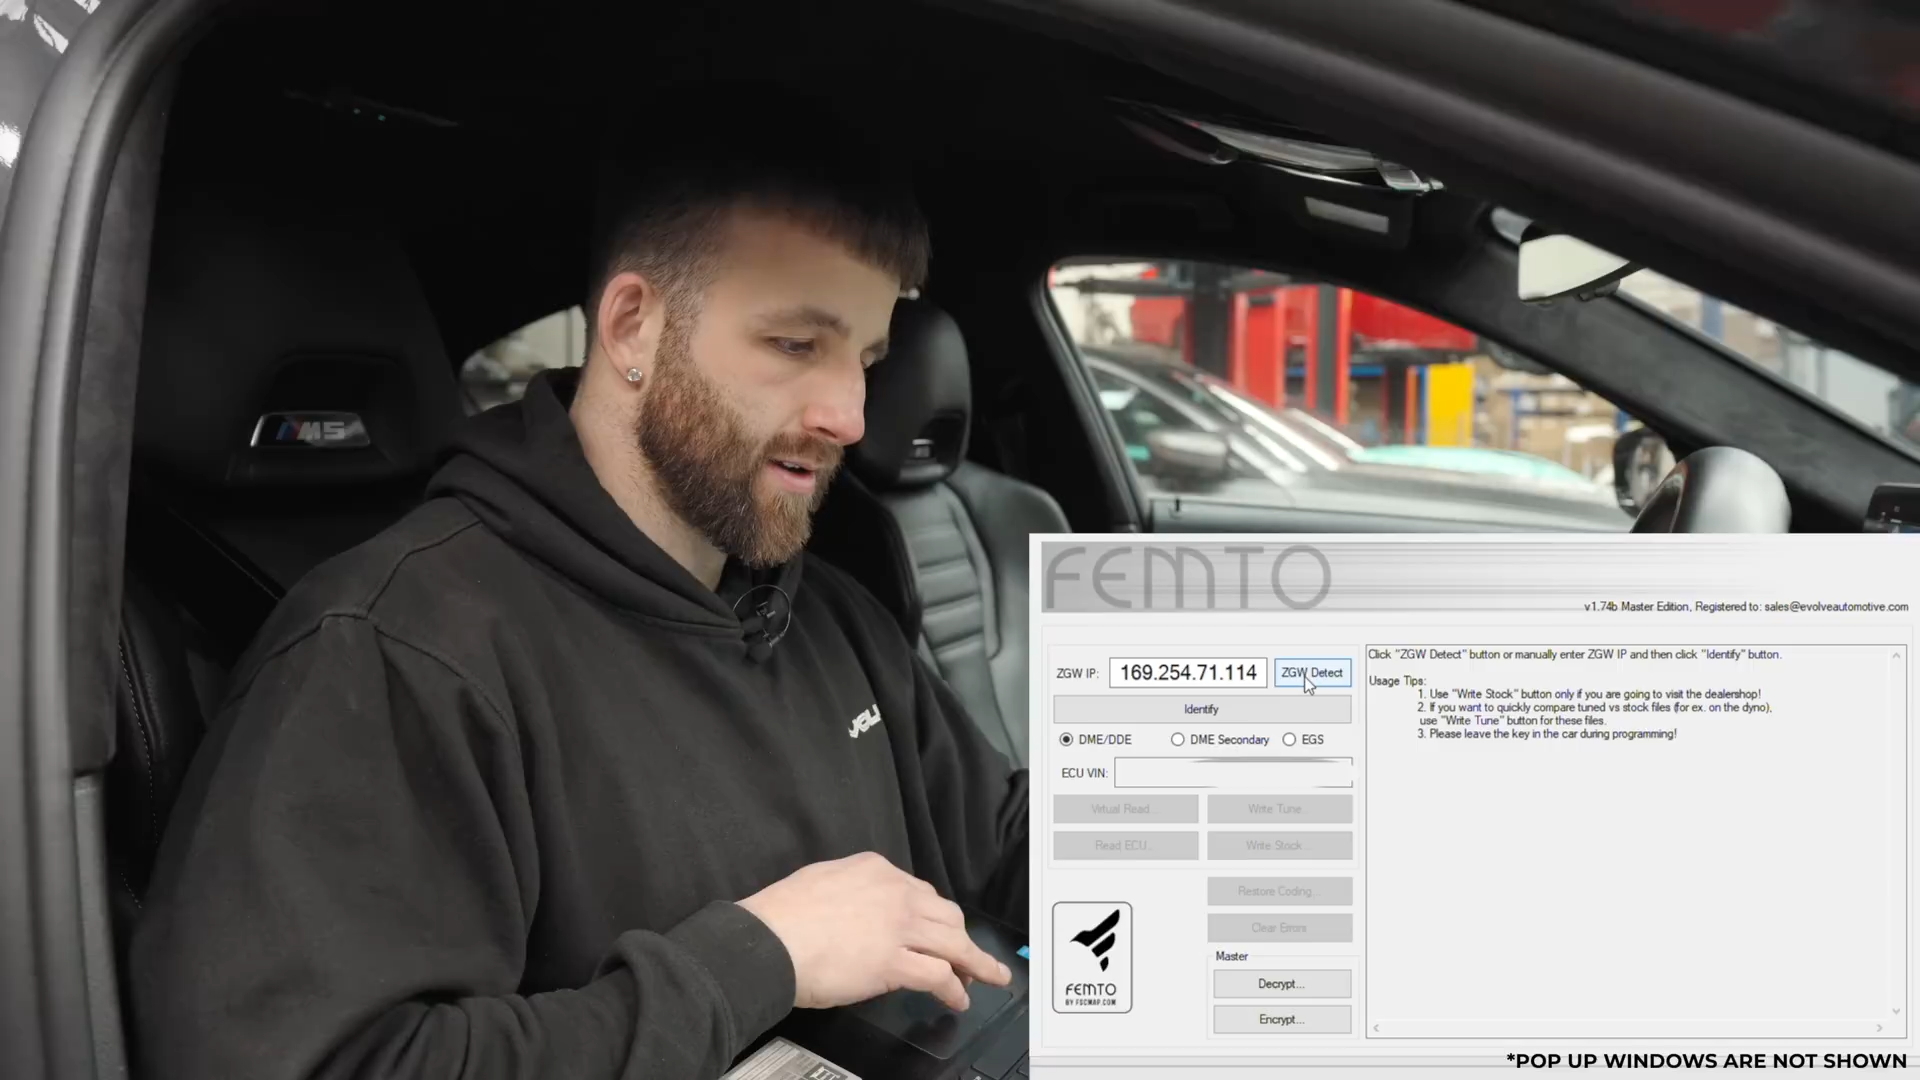 M5
FEMTO
v1.74b Master Edition, Registered to: sales@evolveautomotive.com
ZGW IP:
169.254.71.114
ZGW Detect
Identify
DME/DDE
DME Secondary
EGS
ECU VIN:
Virtual Read...
Write Tune...
Read ECU...
Write Stock...
Restore Coding...
Clear Errors
Master
Decrypt...
Encrypt...
FEMTO
BY FSCMAP.COM
Click "ZGW Detect" button or manually enter ZGW IP and then click "Identify" button.
Usage Tips:
1. Use "Write Stock" button only if you are going to visit the dealershop!
2. If you want to quickly compare tuned vs stock files (for ex. on the dyno),
use "Write Tune" button for these files.
3. Please leave the key in the car during programming!
*POP UP WINDOWS ARE NOT SHOWN